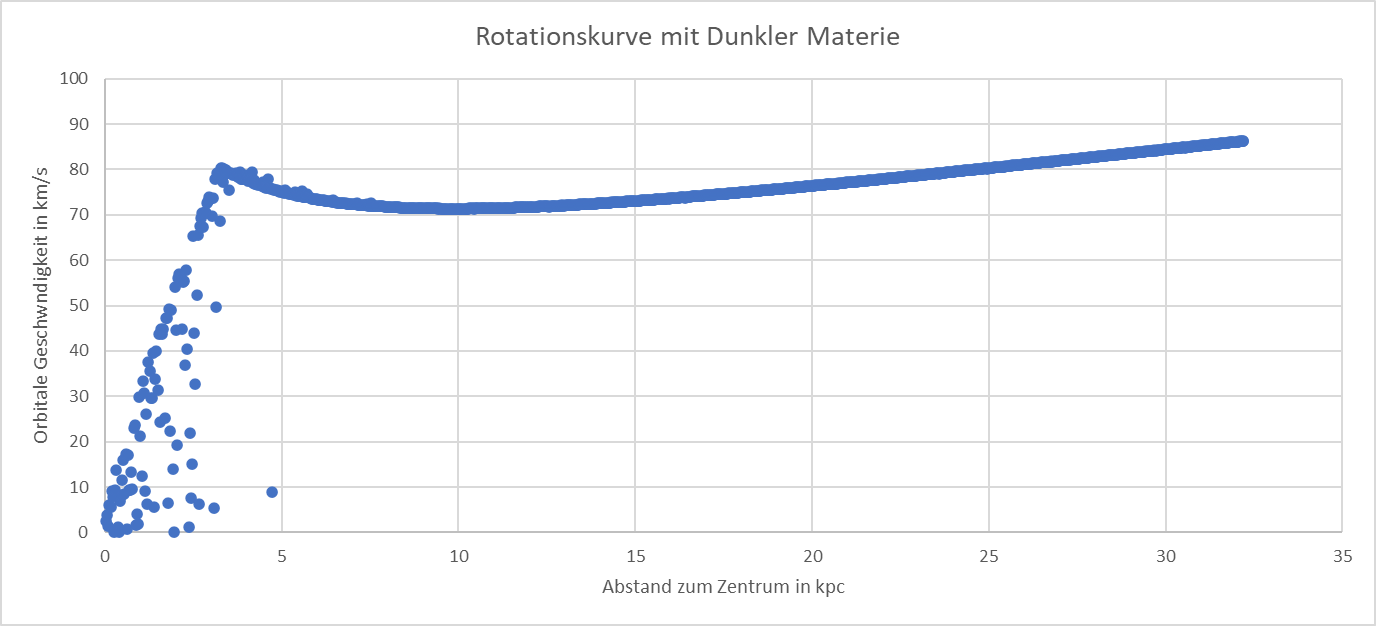 Rotationskurve mit Dunkler Materie
100
90
80
70
60
50
40
30
20
10
0
Orbitale Geschwndigkeit in km/s
0 5 10 15 20 25 30 35
Abstand zum Zentrum in kpc